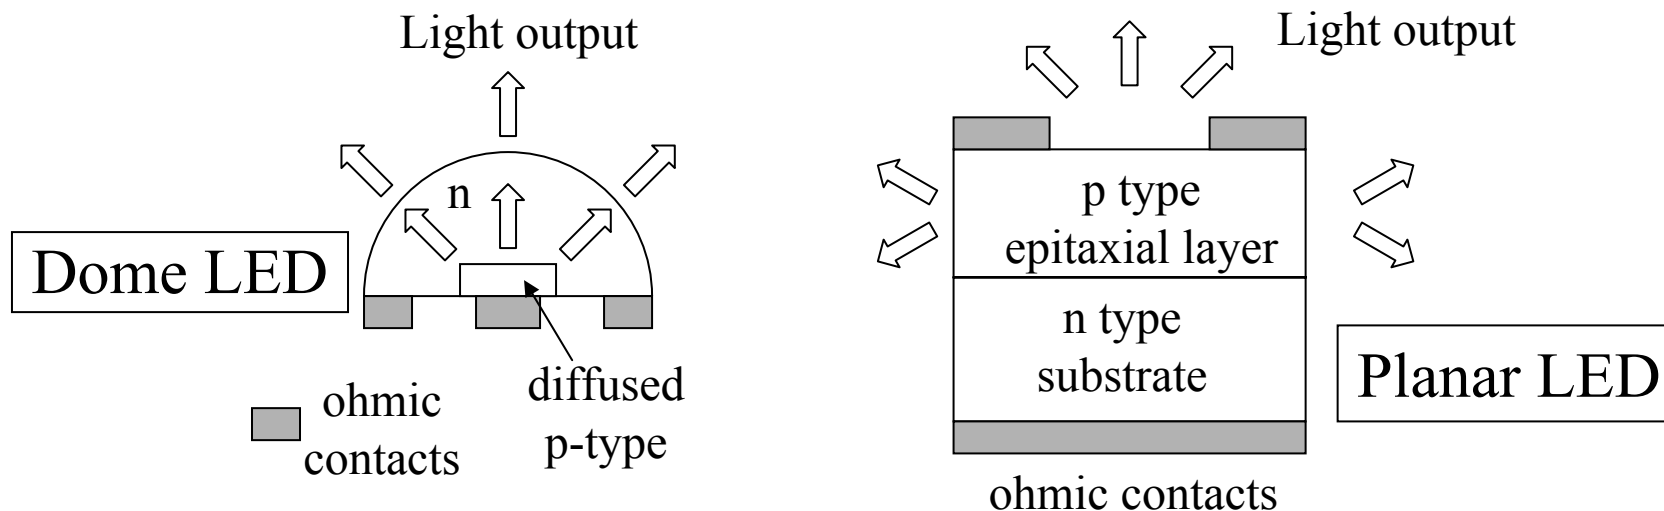 Light output
n
Dome LED
diffused
p-type
ohmic
contacts
Light output
p type
epitaxial layer
n type
substrate
Planar LED
ohmic contacts